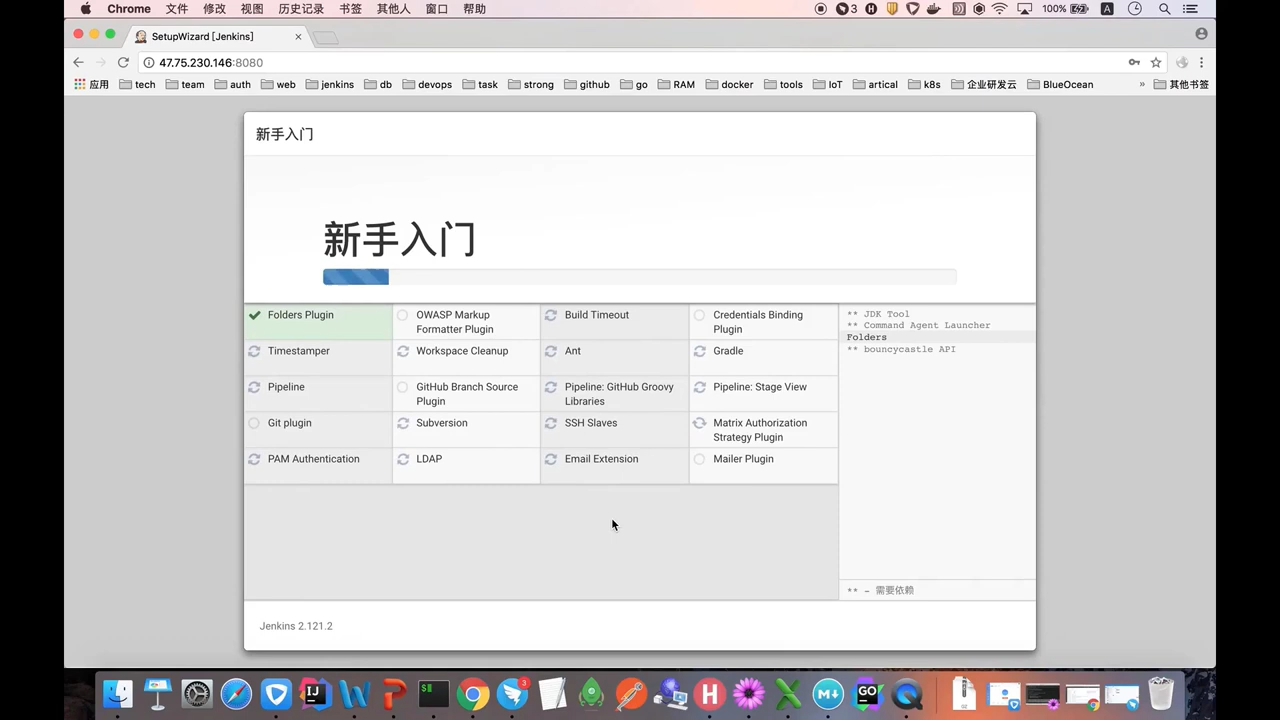 Chrome 文件 修改 视图 历史记录 书签 其他人 窗口 帮助 3 100% A
SetupWizard [Jenkins]
47.75.230.146:8080
应用 tech team auth web jenkins db devops task strong github go RAM docker tools IoT artical k8s 企业研发云 BlueOcean » 其他书签
新手入门
新手入门
Folders Plugin
OWASP Markup
Formatter Plugin
Build Timeout
Credentials Binding
Plugin
Timestamper
Workspace Cleanup
Ant
Gradle
Pipeline
GitHub Branch Source
Plugin
Pipeline: GitHub Groovy
Libraries
Pipeline: Stage View
Git plugin
Subversion
SSH Slaves
Matrix Authorization
Strategy Plugin
PAM Authentication
LDAP
Email Extension
Mailer Plugin
** JDK Tool
** Command Agent Launcher
Folders
** bouncycastle API
** - 需要依赖
Jenkins 2.121.2
IJ
W
P
$
3
H
X
M
GO